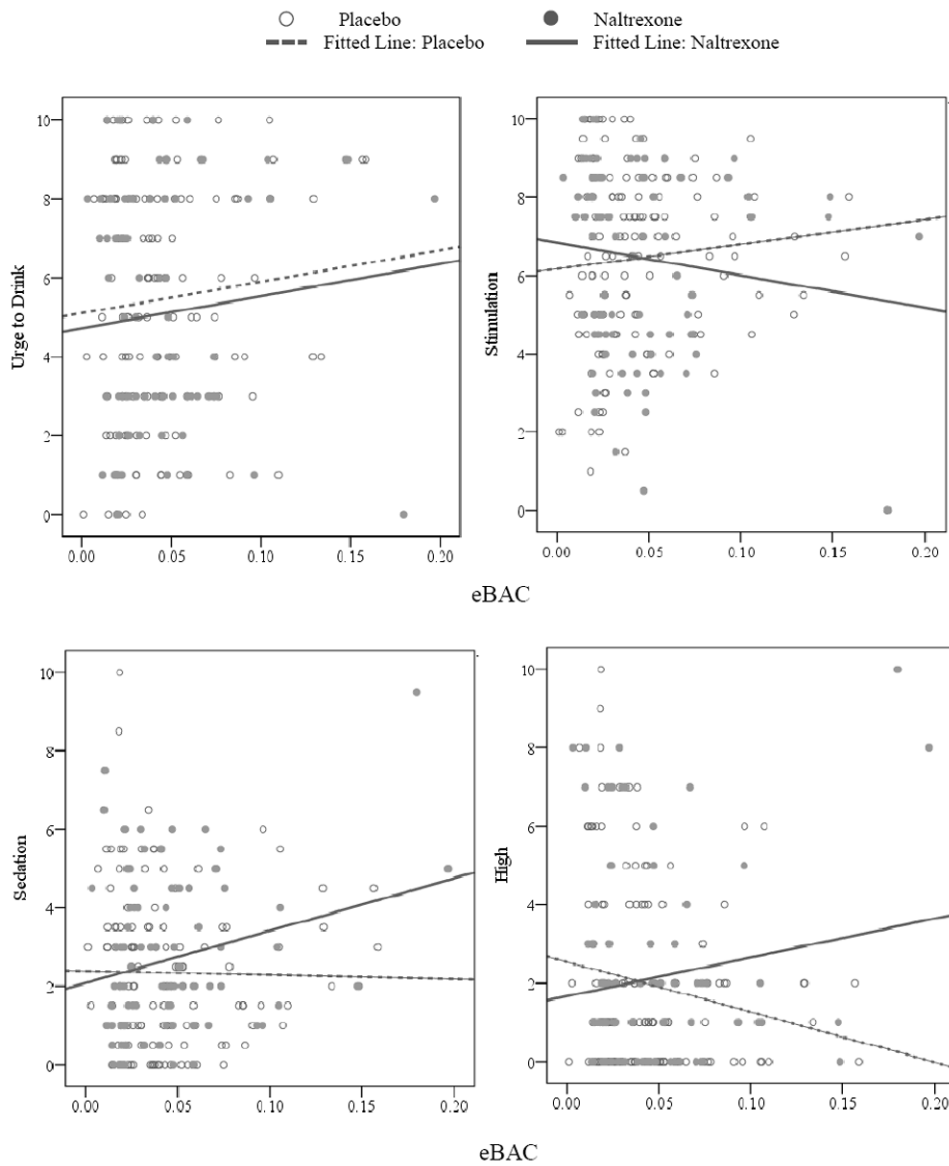 Placebo Naltrexone
Fitted Line: Placebo Fitted Line: Naltrexone
Urge to Drink
10
8
6
4
2
0
0.00 0.05 0.10 0.15 0.20
Stimulation
10
8
6
4
2
0
0.00 0.05 0.10 0.15 0.20
eBAC
Sedation
10
8
6
4
2
0
0.00 0.05 0.10 0.15 0.20
High
10
8
6
4
2
0
0.00 0.05 0.10 0.15 0.20
eBAC